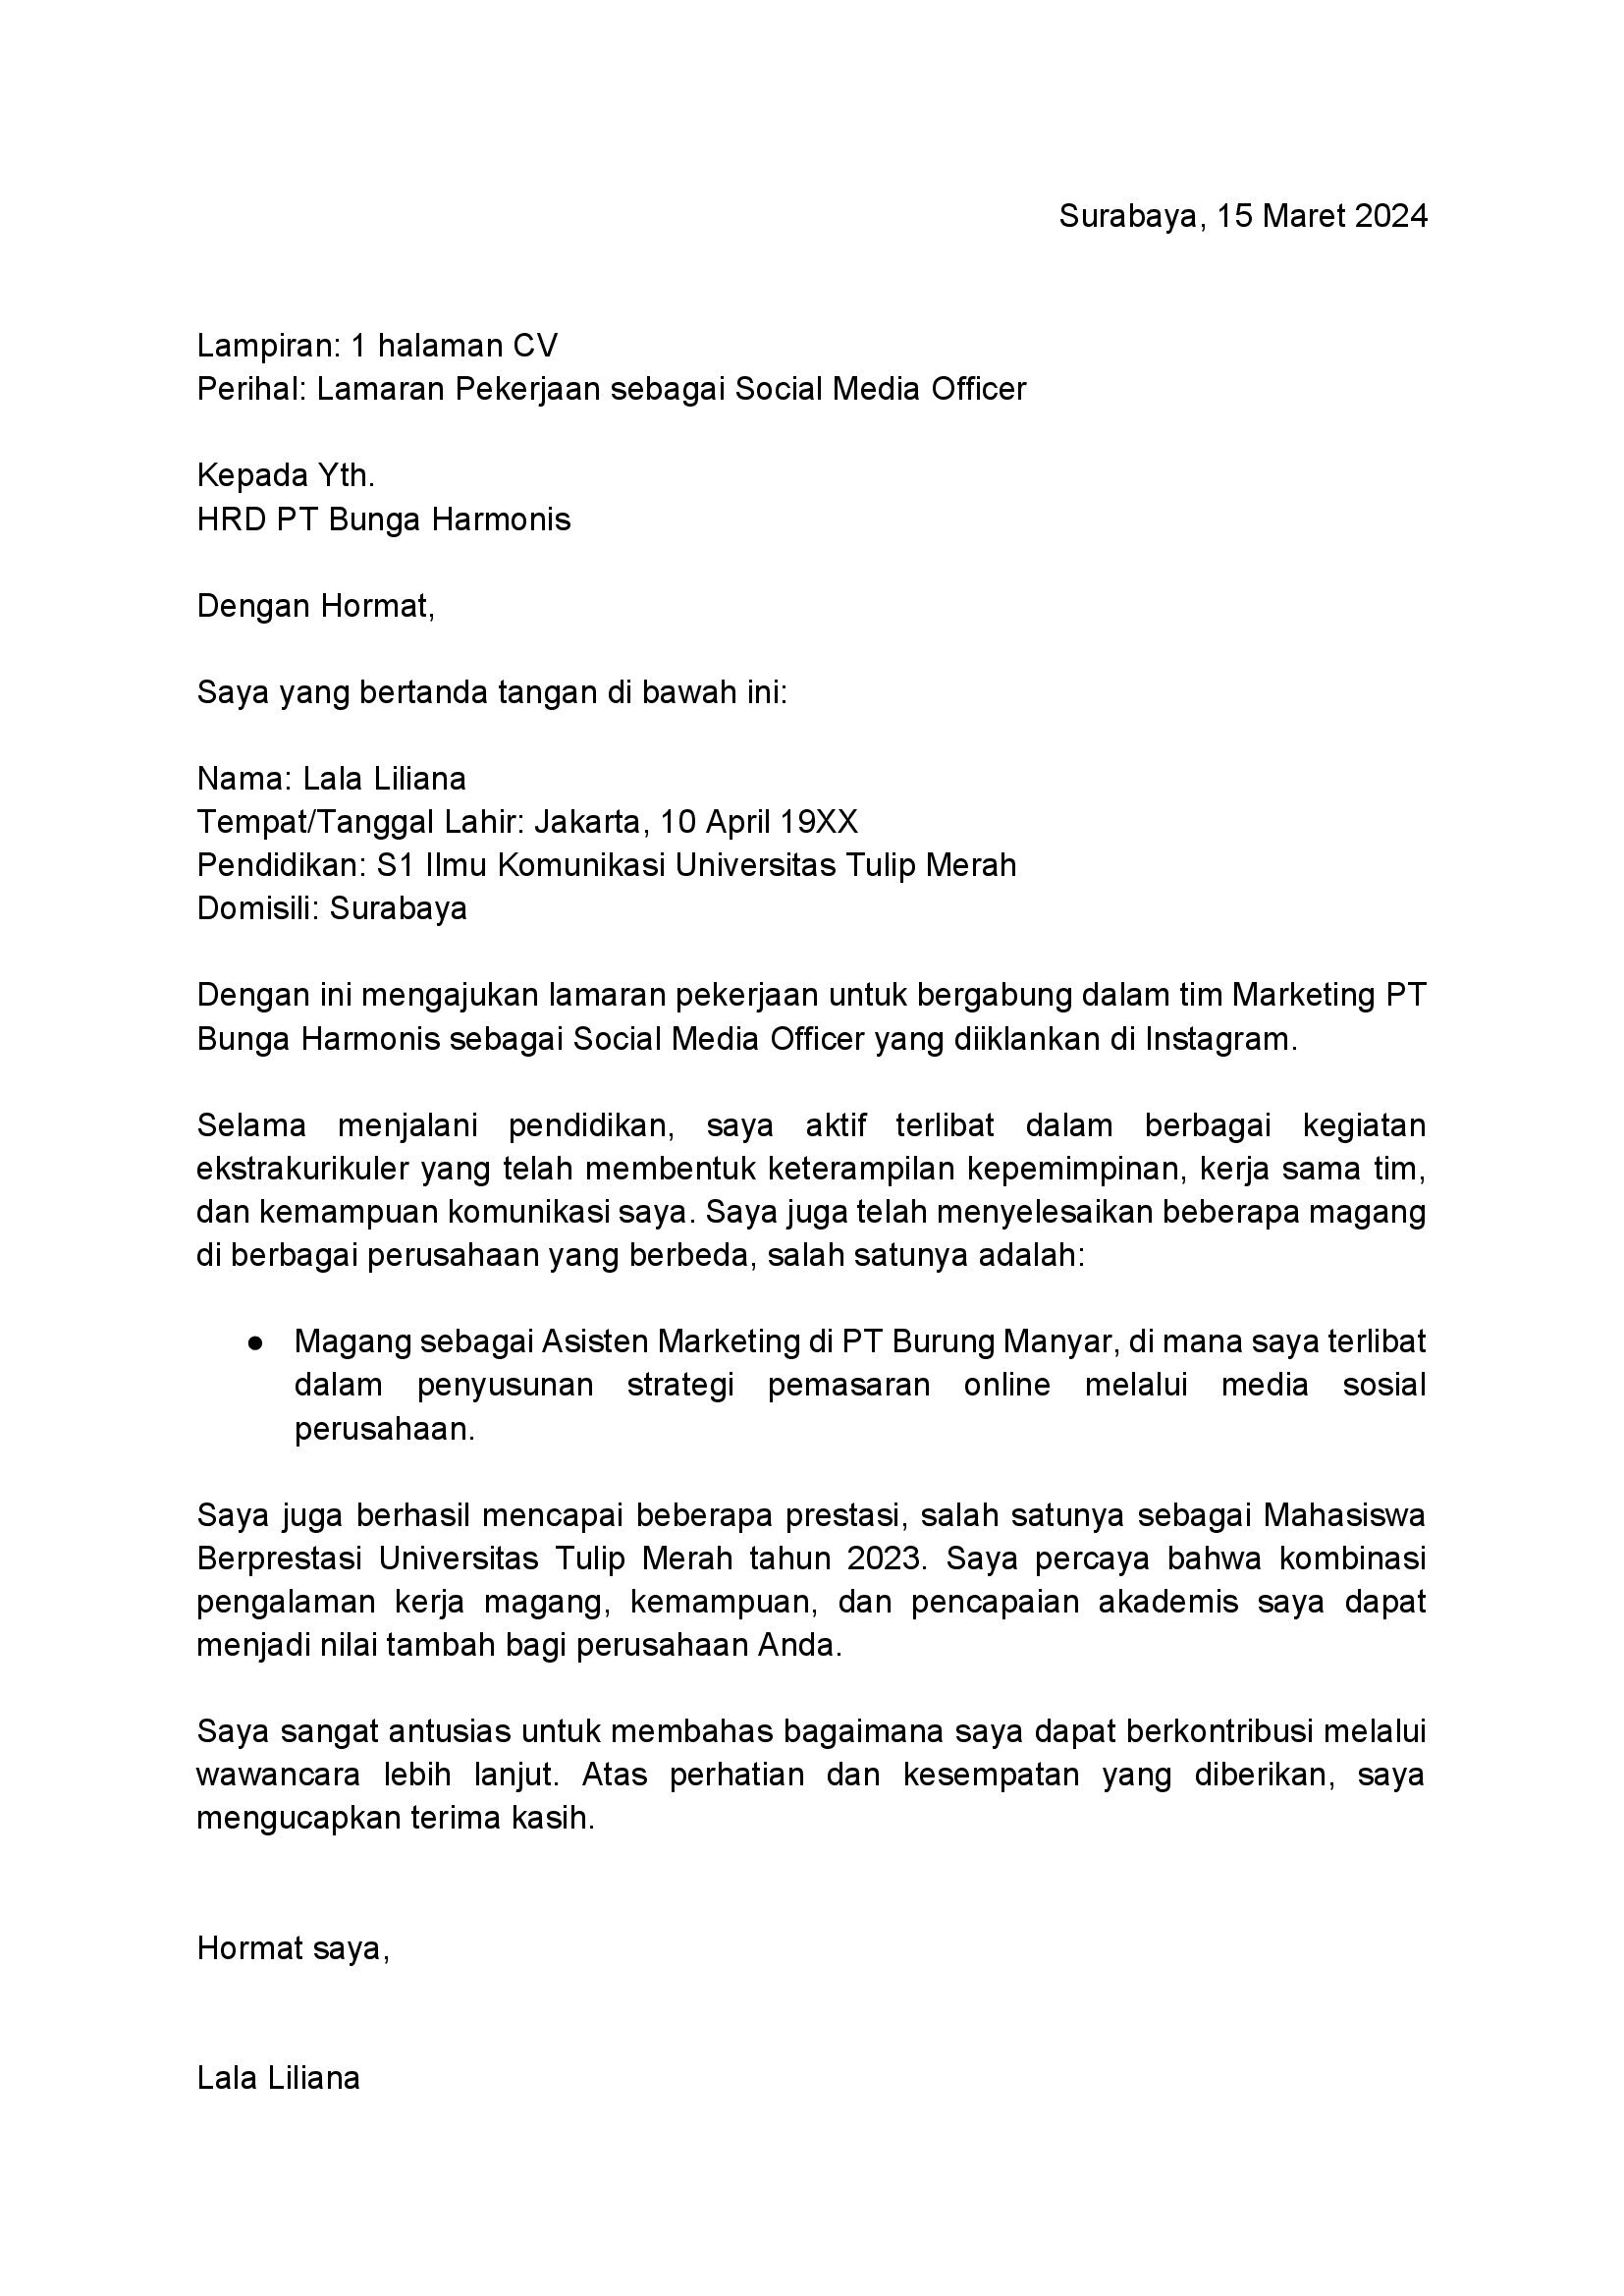 Surabaya, 15 Maret 2024
Lampiran: 1 halaman CV
Perihal: Lamaran Pekerjaan sebagai Social Media Officer
Kepada Yth.
HRD PT Bunga Harmonis
Dengan Hormat,
Saya yang bertanda tangan di bawah ini:
Nama: Lala Liliana
Tempat/Tanggal Lahir: Jakarta, 10 April 19XX
Pendidikan: S1 Ilmu Komunikasi Universitas Tulip Merah
Domisili: Surabaya
Dengan ini mengajukan lamaran pekerjaan untuk bergabung dalam tim Marketing PT
Bunga Harmonis sebagai Social Media Officer yang diiklankan di Instagram.
Selama menjalani pendidikan, saya aktif terlibat dalam berbagai kegiatan
ekstrakurikuler yang telah membentuk keterampilan kepemimpinan, kerja sama tim,
dan kemampuan komunikasi saya. Saya juga telah menyelesaikan beberapa magang
di berbagai perusahaan yang berbeda, salah satunya adalah:
● Magang sebagai Asisten Marketing di PT Burung Manyar, di mana saya terlibat
dalam penyusunan strategi pemasaran online melalui media sosial
perusahaan.
Saya juga berhasil mencapai beberapa prestasi, salah satunya sebagai Mahasiswa
Berprestasi Universitas Tulip Merah tahun 2023. Saya percaya bahwa kombinasi
pengalaman kerja magang, kemampuan, dan pencapaian akademis saya dapat
menjadi nilai tambah bagi perusahaan Anda.
Saya sangat antusias untuk membahas bagaimana saya dapat berkontribusi melalui
wawancara lebih lanjut. Atas perhatian dan kesempatan yang diberikan, saya
mengucapkan terima kasih.
Hormat saya,
Lala Liliana